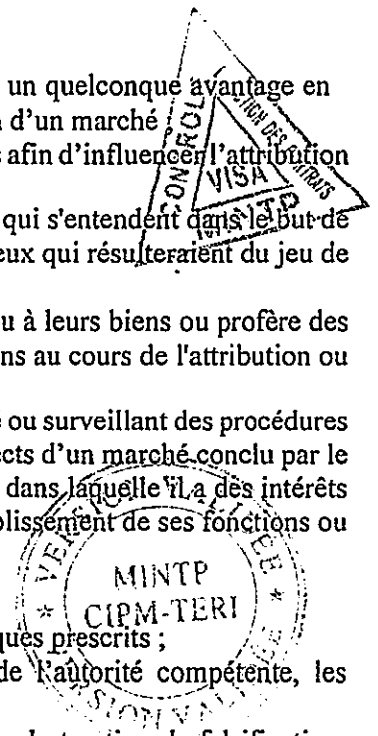 un quelconque avantage en
d'un marché
afin d'influencer l'attribution
qui s'entendent dans le but de
eux qui résulteraient du jeu de
u à leurs biens ou profère des
ns au cours de l'attribution ou
e ou surveillant des procédures
ects d'un marché conclu par le
dans laquelle il a des intérêts
plissement de ses fonctions ou
ques prescrits ;
de l'autorité compétente, les
VISA
MINTP
MINTP
CIPM-TERI